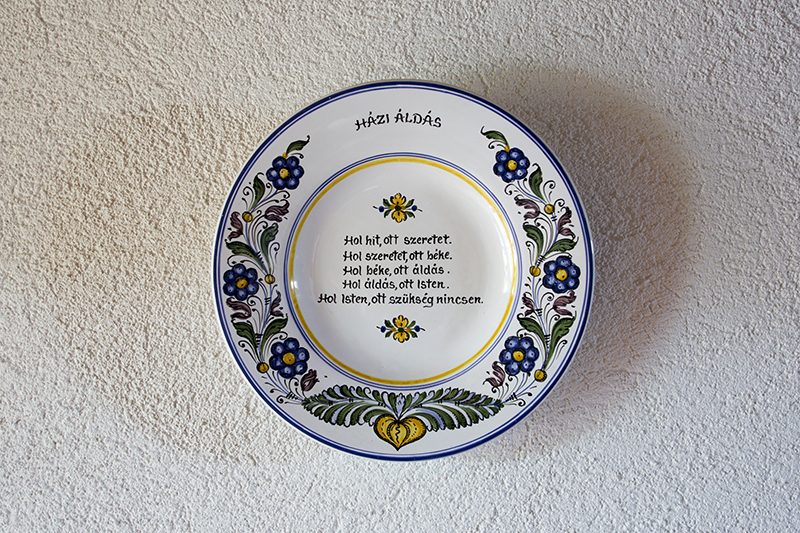 HÁZI ÁLDÁS
Hol hit, ott szeretet.
Hol szeretet, ott béke.
Hol béke, ott áldás.
Hol áldás, ott Isten.
Hol Isten, ott szükség nincsen.